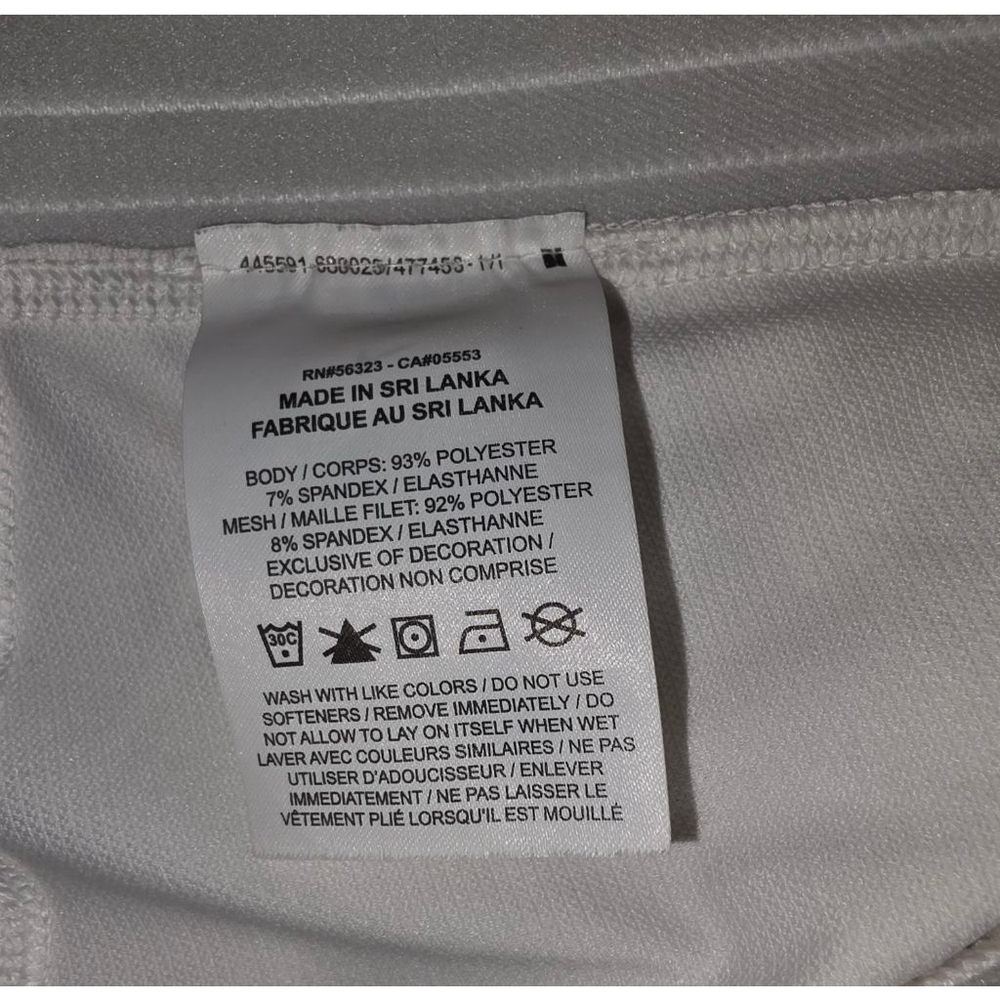 RN#56323 - CA#05553
MADE IN SRI LANKA
FABRIQUE AU SRI LANKA
BODY / CORPS: 93% POLYESTER
7% SPANDEX / ELASTHANNE
MESH / MAILLE FILET: 92% POLYESTER
8% SPANDEX / ELASTHANNE
EXCLUSIVE OF DECORATION /
DECORATION NON COMPRISE
30C
WASH WITH LIKE COLORS / DO NOT USE
SOFTENERS / REMOVE IMMEDIATELY / DO
NOT ALLOW TO LAY ON ITSELF WHEN WET
LAVER AVEC COULEURS SIMILAIRES / NE PAS
UTILISER D'ADOUCISSEUR / ENLEVER
IMMEDIATEMENT / NE PAS LAISSER LE
VÊTEMENT PLIÉ LORSQU'IL EST MOUILLÉ